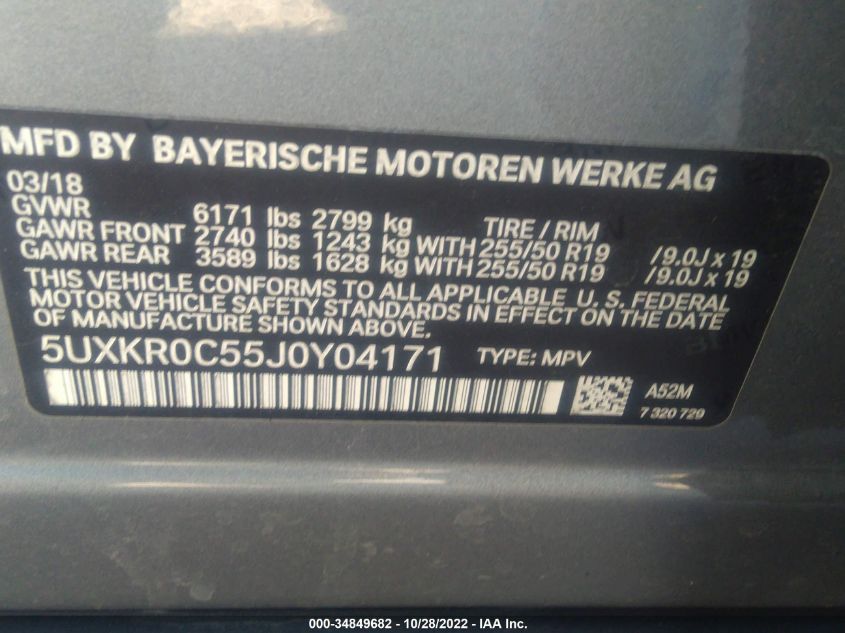 MFD BY BAYERISCHE MOTOREN WERKE AG
03/18
GVWR 6171 lbs 2799 kg TIRE / RIM
GAWR FRONT 2740 lbs 1243 kg WITH 255/50 R19 /9.0J x 19
GAWR REAR 3589 lbs 1628 kg WITH 255/50 R19 /9.0J x 19
THIS VEHICLE CONFORMS TO ALL APPLICABLE U. S. FEDERAL
MOTOR VEHICLE SAFETY STANDARDS IN EFFECT ON THE DATE
OF MANUFACTURE SHOWN ABOVE.
5UXKR0C55J0Y04171 TYPE: MPV
A52M
7 320 729
000-34849682 - 10/28/2022 - IAA Inc.